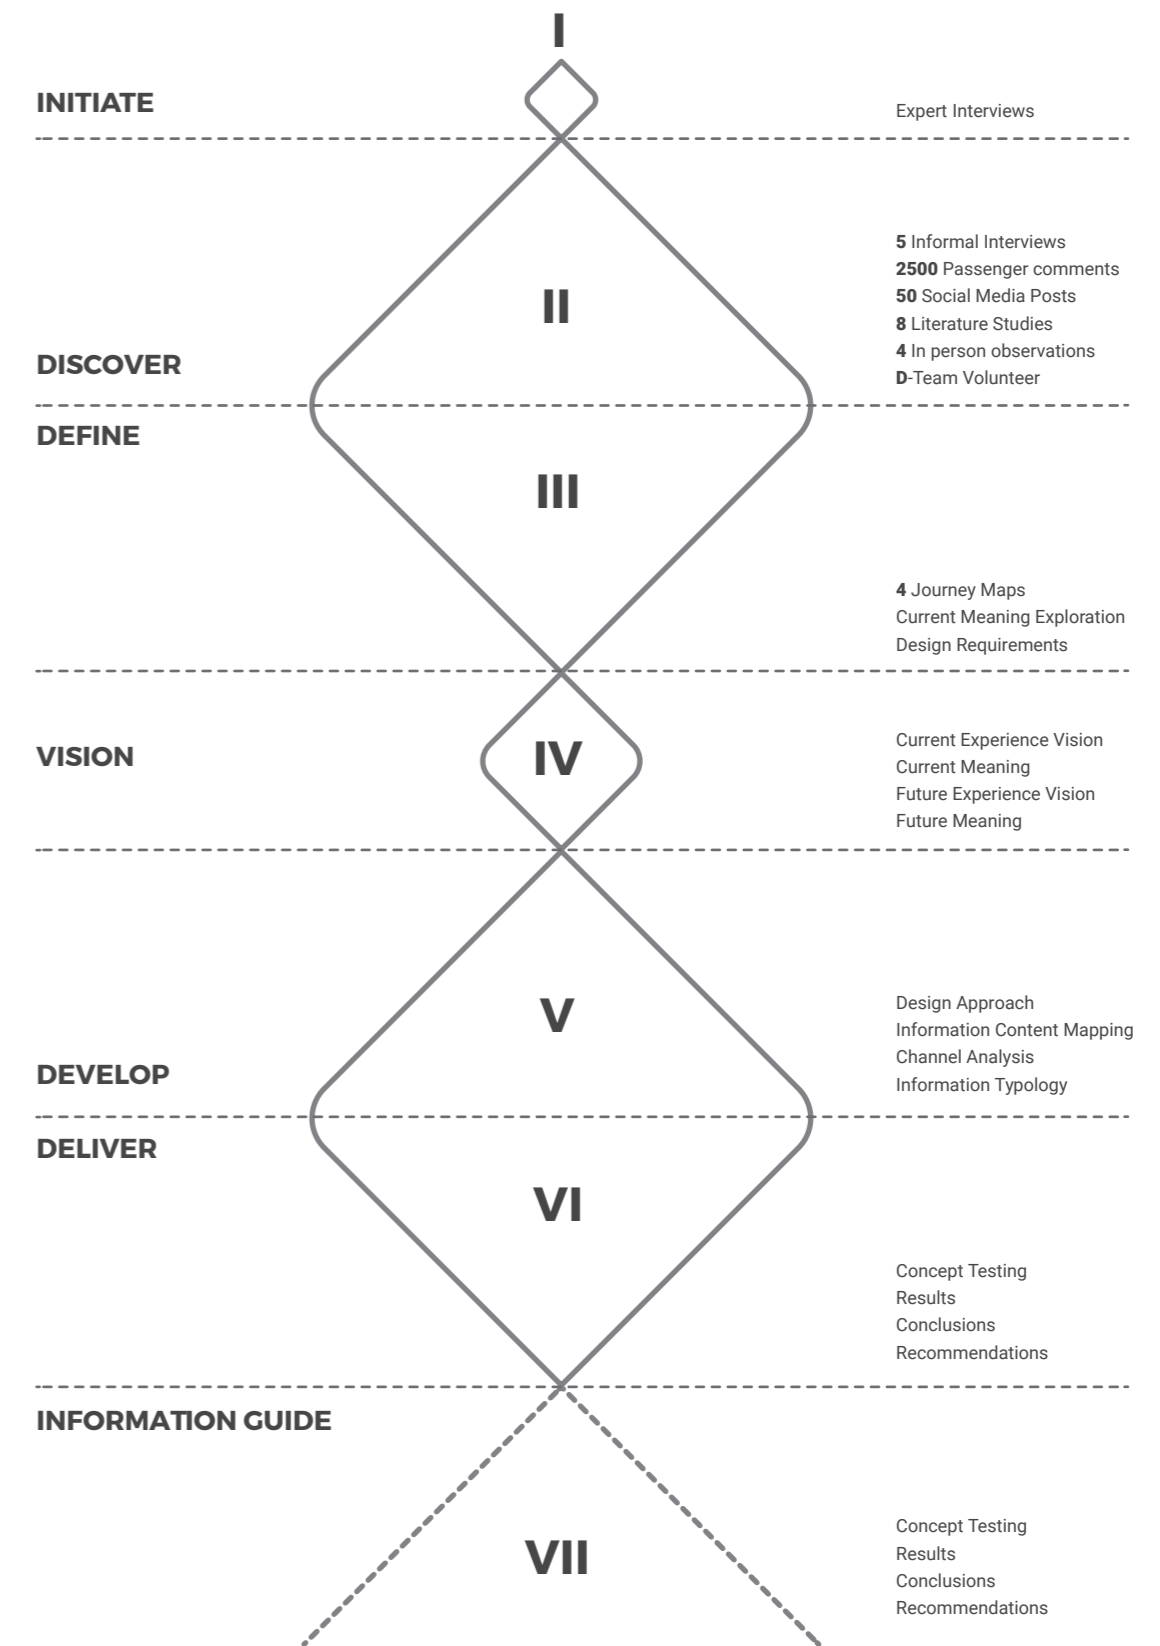 I
INITIATE
Expert Interviews
II
5 Informal Interviews
2500 Passenger comments
50 Social Media Posts
8 Literature Studies
4 In person observations
D-Team Volunteer
DISCOVER
DEFINE
III
4 Journey Maps
Current Meaning Exploration
Design Requirements
VISION
IV
Current Experience Vision
Current Meaning
Future Experience Vision
Future Meaning
V
Design Approach
Information Content Mapping
Channel Analysis
Information Typology
DEVELOP
DELIVER
VI
Concept Testing
Results
Conclusions
Recommendations
INFORMATION GUIDE
VII
Concept Testing
Results
Conclusions
Recommendations